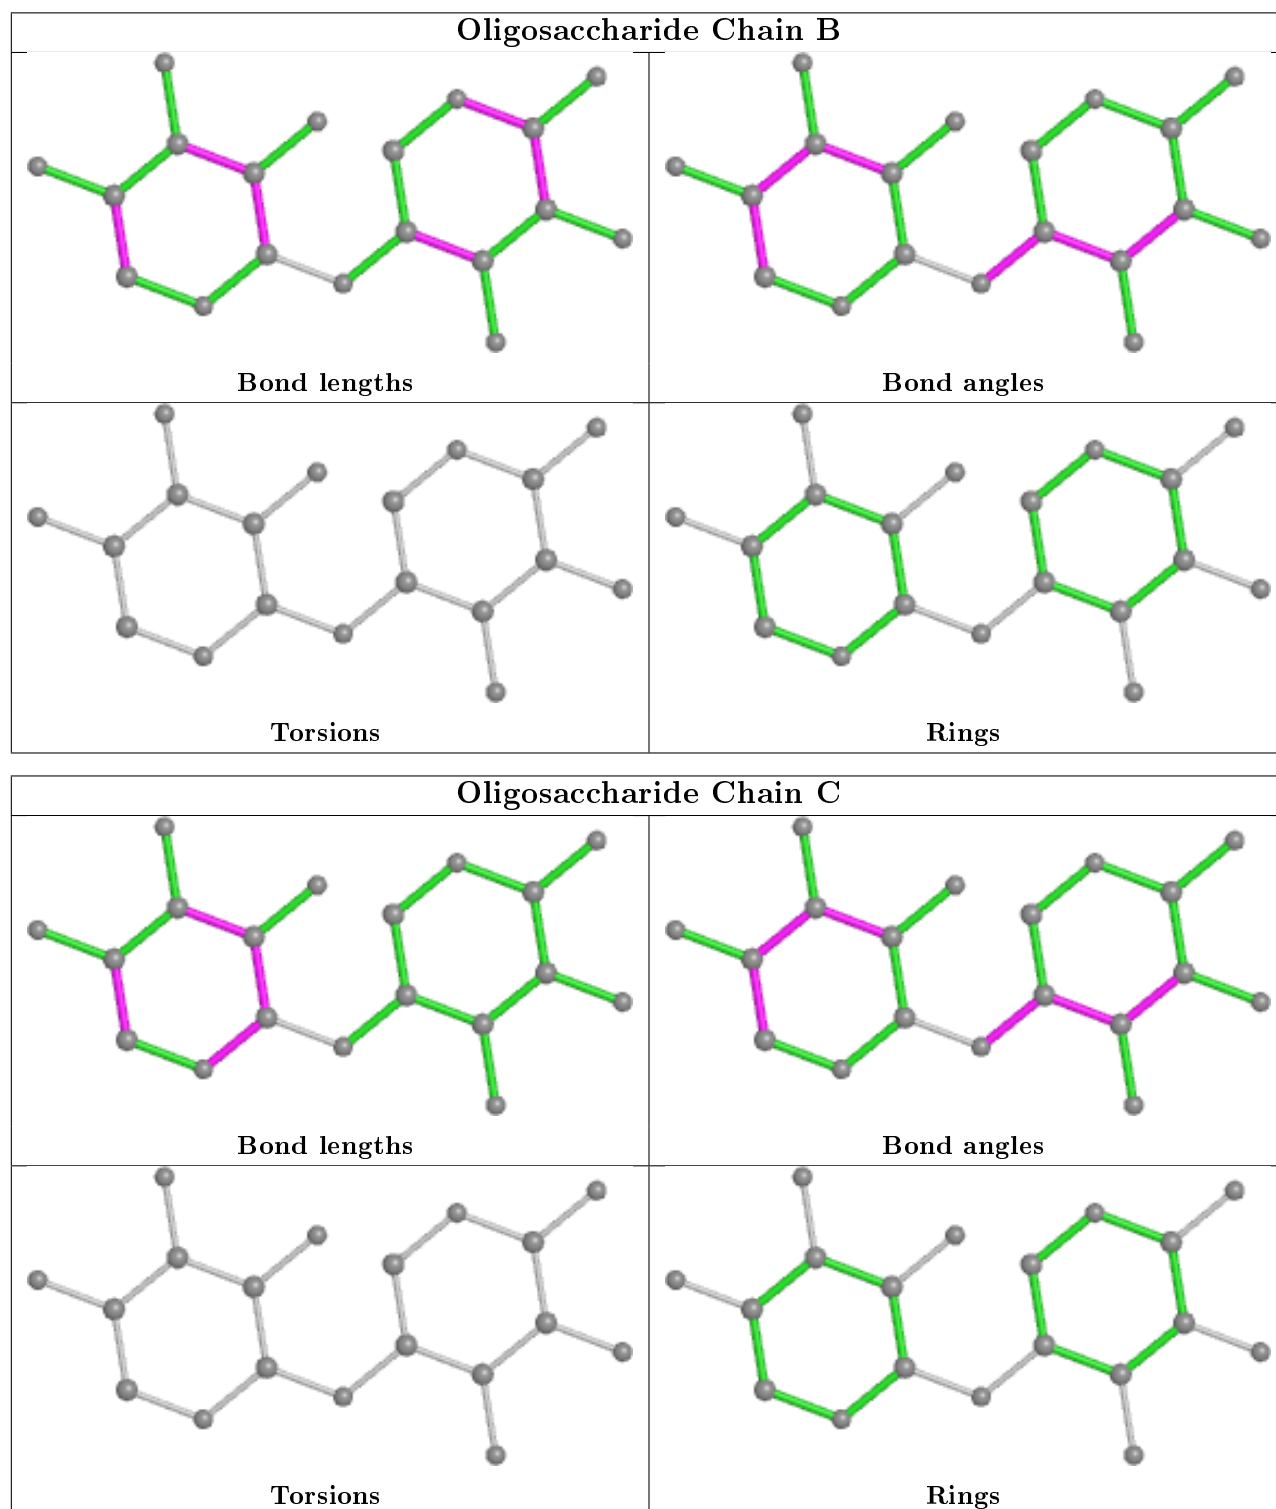 Oligosaccharide Chain B
Bond lengths
Bond angles
Torsions
Rings
Oligosaccharide Chain C
Bond lengths
Bond angles
Torsions
Rings